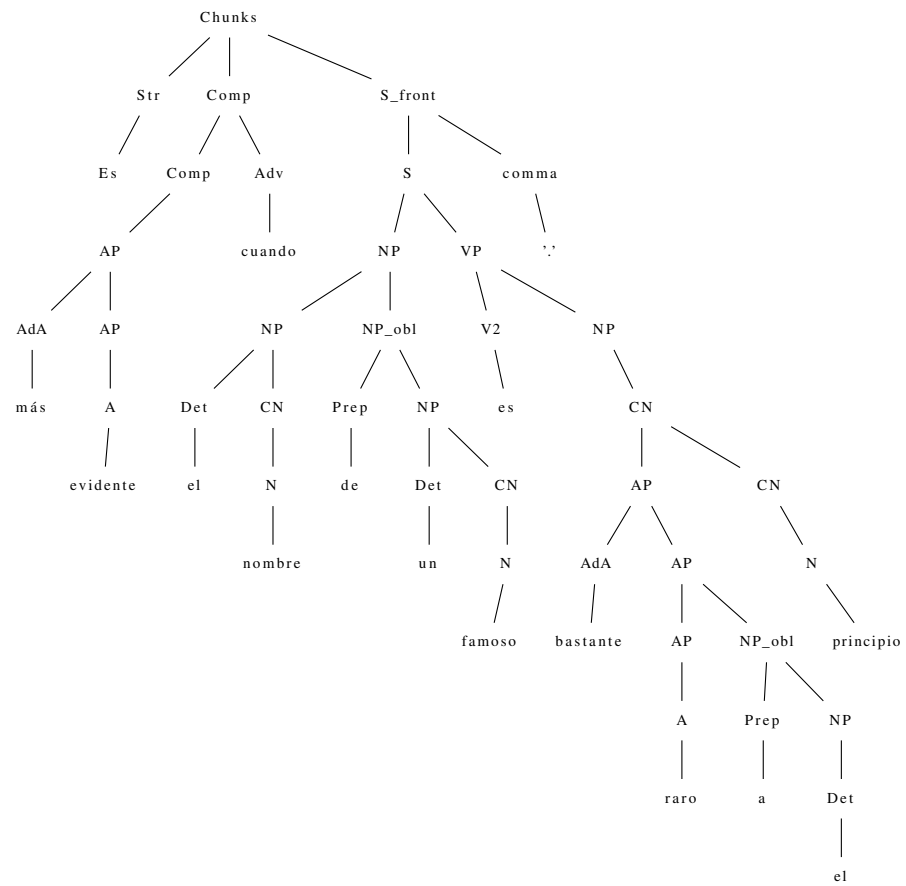 Chunks
Str Comp S_front
Es Comp Adv S comma
AP cuando NP VP '.'
AdA AP NP NP_obl V2 NP
más A Det CN Prep NP es CN
evidente el N de Det CN AP CN
nombre un N AdA AP N
famoso bastante AP NP_obl principio
A Prep NP
raro a Det
el